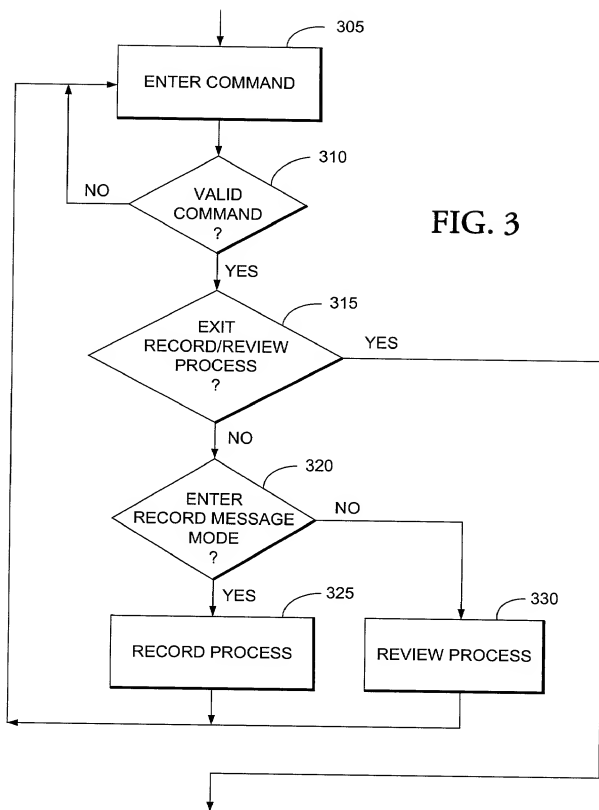 305
ENTER COMMAND
310
NO
VALID
COMMAND
?
FIG. 3
YES
315
EXIT
RECORD/REVIEW
PROCESS
?
YES
NO
320
ENTER
RECORD MESSAGE
MODE
?
NO
YES
325
330
RECORD PROCESS
REVIEW PROCESS